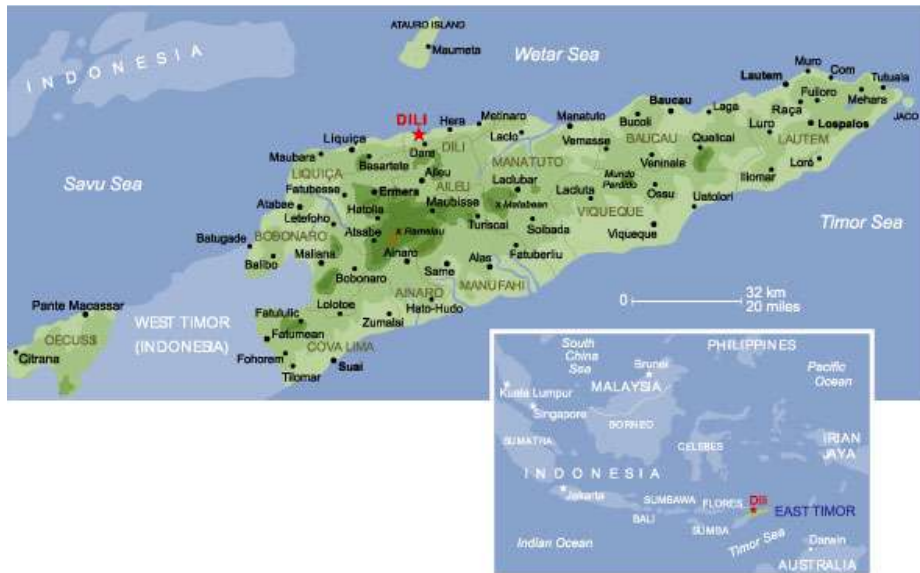 ATAURO ISLAND
Maumeta
Wetar Sea
INDONESIA
Muro
Com
Lautem
Tutuala
Fuiloro
Mehara
Raça
JACO
Baucau
Laga
DILI
Hera
Metinaro
Manatuto
Bucoli
Luro
Lospalos
Laclo
BAUCAU
LAUTEM
Liquiça
Dare
DILI
Vemasse
Quelicai
Maubara
Basartete
MANATUTO
Veninale
Loré
LIQUIÇA
Aileu
AILEU
Mundo
Perdido
Iliomar
Savu Sea
Fatubesse
Ermera
Laclubar
Lacluta
Ossu
Uatolori
Atabae
Hatolia
Maubisse
x Matabean
VIQUEQUE
Timor Sea
Letefoho
Turiscai
Soibada
Viqueque
Batugade
BOBONARO
Atsabe
x Ramelau
Balibo
Maliana
Ainaro
Same
Alas
Fatuberliu
Bobonaro
AINARO
MANUFAHI
Pante Macassar
Lolotoe
Hato-Hudo
0
32 km
20 miles
WEST TIMOR
(INDONESIA)
Fatululic
Zumalai
OECUSS
Fatumean
COVA LIMA
Citrana
Fohorem
Suai
Tilomar
South
China
Sea
Brunei
PHILIPPINES
Pacific
Ocean
MALAYSIA
Kuala Lumpur
Singapore
BORNEO
SUMATRA
CELEBES
IRIAN
JAYA
INDONESIA
Jakarta
SUMBAWA
FLORES
Dili
EAST TIMOR
BALI
SUMBA
Timor Sea
Indian Ocean
Darwin
AUSTRALIA